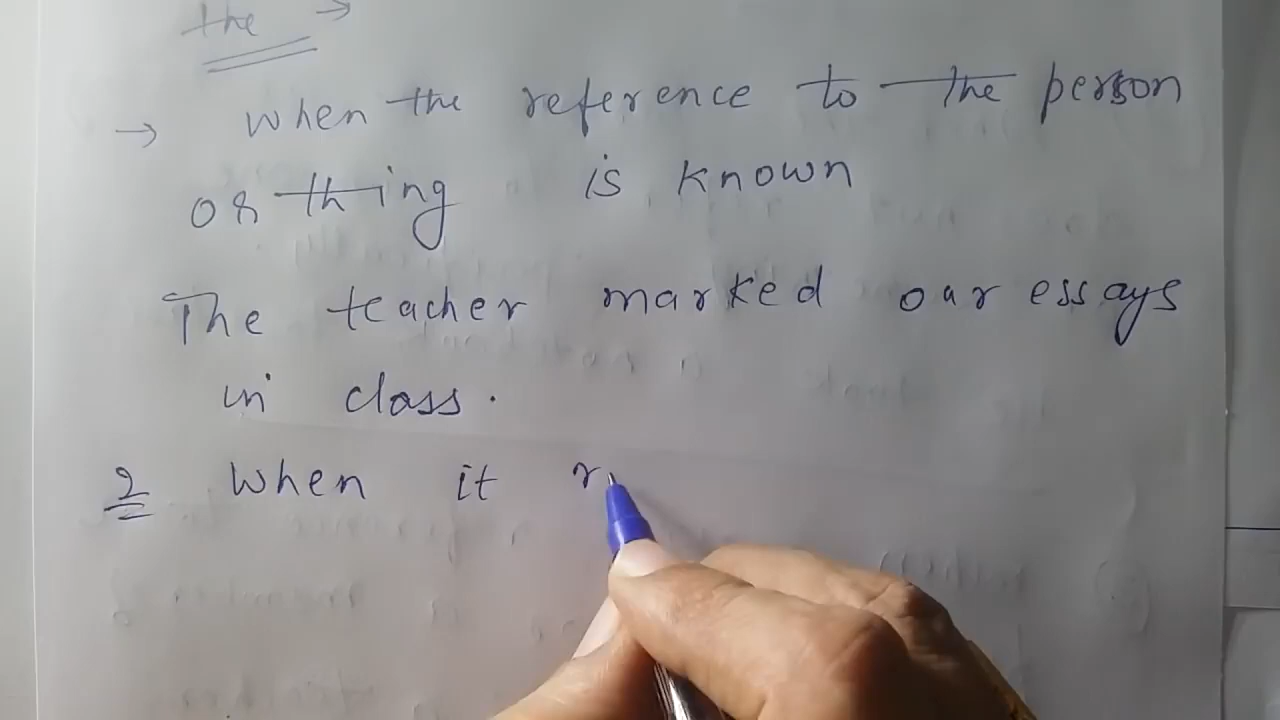 the →
→ when the reference to the person
or thing is known
The teacher marked our essays
in class.
2 When it r